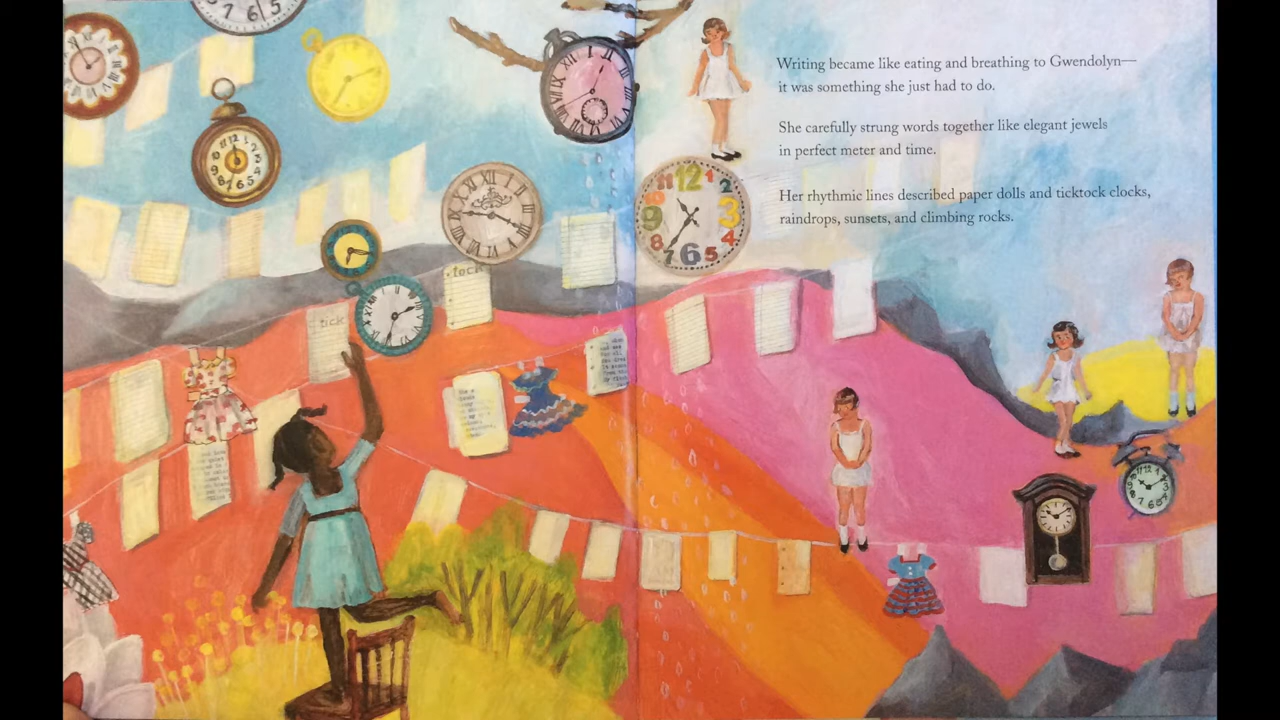 Writing became like eating and breathing to Gwendolyn—
it was something she just had to do.
She carefully strung words together like elegant jewels
in perfect meter and time.
Her rhythmic lines described paper dolls and ticktock clocks,
raindrops, sunsets, and climbing rocks.
tock
tick